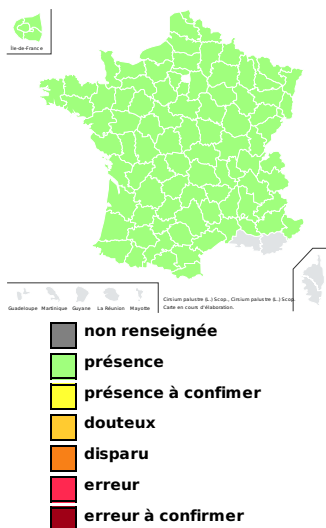 Île-de-France
Guadeloupe Martinique Guyane La Réunion Mayotte
Cirsium palustre (L.) Scop., Cirsium palustre (L.) Scop.
Carte en cours d'élaboration.
non renseignée
présence
présence à confimer
douteux
disparu
erreur
erreur à confirmer